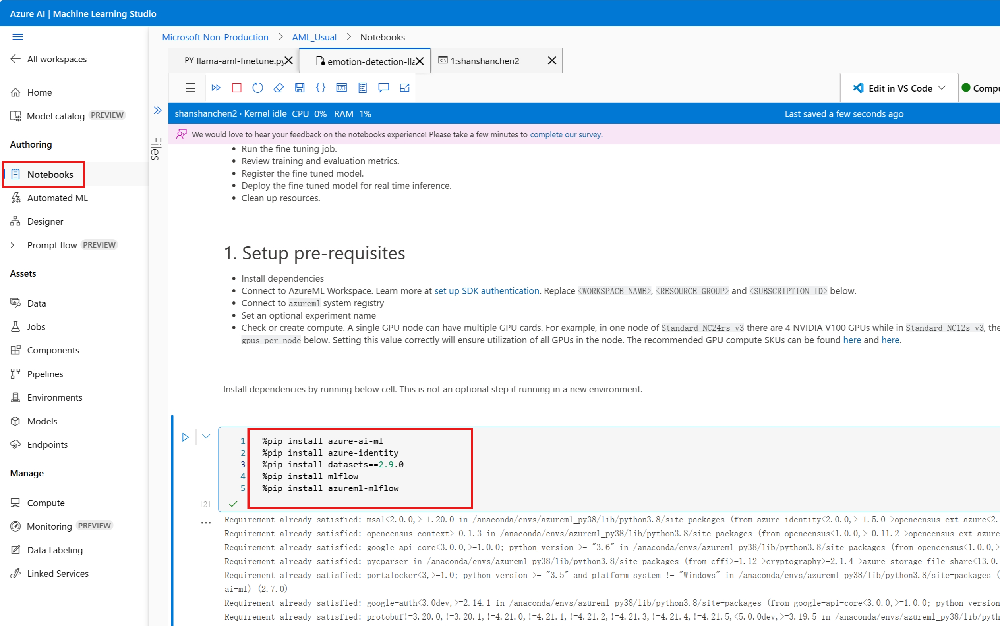 Azure AI | Machine Learning Studio
Microsoft Non-Production > AML_Usual > Notebooks
All workspaces
Home
Model catalog PREVIEW
Authoring
Notebooks
Automated ML
Designer
Prompt flow PREVIEW
Assets
Data
Jobs
Components
Pipelines
Environments
Models
Endpoints
Manage
Compute
Monitoring PREVIEW
Data Labeling
Linked Services
Files
PY llama-aml-finetune.py
emotion-detection-lla
1:shanshanchen2
Edit in VS Code
Compu
shanshanchen2 · Kernel idle CPU 0% RAM 1%
Last saved a few seconds ago
We would love to hear your feedback on the notebooks experience! Please take a few minutes to complete our survey.
• Run the fine tuning job.
• Review training and evaluation metrics.
• Register the fine tuned model.
• Deploy the fine tuned model for real time inference.
• Clean up resources.
1. Setup pre-requisites
• Install dependencies
• Connect to AzureML Workspace. Learn more at set up SDK authentication. Replace <WORKSPACE_NAME>, <RESOURCE_GROUP> and <SUBSCRIPTION_ID> below.
• Connect to azureml system registry
• Set an optional experiment name
• Check or create compute. A single GPU node can have multiple GPU cards. For example, in one node of Standard_NC24rs_v3 there are 4 NVIDIA V100 GPUs while in Standard_NC12s_v3, the
gpus_per_node below. Setting this value correctly will ensure utilization of all GPUs in the node. The recommended GPU compute SKUs can be found here and here.
Install dependencies by running below cell. This is not an optional step if running in a new environment.
1 %pip install azure-ai-ml
2 %pip install azure-identity
3 %pip install datasets==2.9.0
4 %pip install mlflow
5 %pip install azureml-mlflow
[2]
Requirement already satisfied: msal<2.0.0,>=1.20.0 in /anaconda/envs/azureml_py38/lib/python3.8/site-packages (from azure-identity<2.0.0,>=1.5.0->opencensus-ext-azure<2.
Requirement already satisfied: opencensus-context>=0.1.3 in /anaconda/envs/azureml_py38/lib/python3.8/site-packages (from opencensus<1.0.0,>=0.11.2->opencensus-ext-azure
Requirement already satisfied: google-api-core<3.0.0,>=1.0.0; python_version >= "3.6" in /anaconda/envs/azureml_py38/lib/python3.8/site-packages (from opencensus<1.0.0,>
Requirement already satisfied: pycparser in /anaconda/envs/azureml_py38/lib/python3.8/site-packages (from cffi>=1.12->cryptography>=2.1.4->azure-storage-file-share<13.0.
Requirement already satisfied: portalocker<3,>=1.0; python_version >= "3.5" and platform_system != "Windows" in /anaconda/envs/azureml_py38/lib/python3.8/site-packages (
ai-ml) (2.7.0)
Requirement already satisfied: google-auth<3.0dev,>=2.14.1 in /anaconda/envs/azureml_py38/lib/python3.8/site-packages (from google-api-core<3.0.0,>=1.0.0; python_version
Requirement already satisfied: protobuf!=3.20.0,!=3.20.1,!=4.21.0,!=4.21.1,!=4.21.2,!=4.21.3,!=4.21.4,!=4.21.5,<5.0.0dev,>=3.19.5 in /anaconda/envs/azureml_py38/lib/pyth